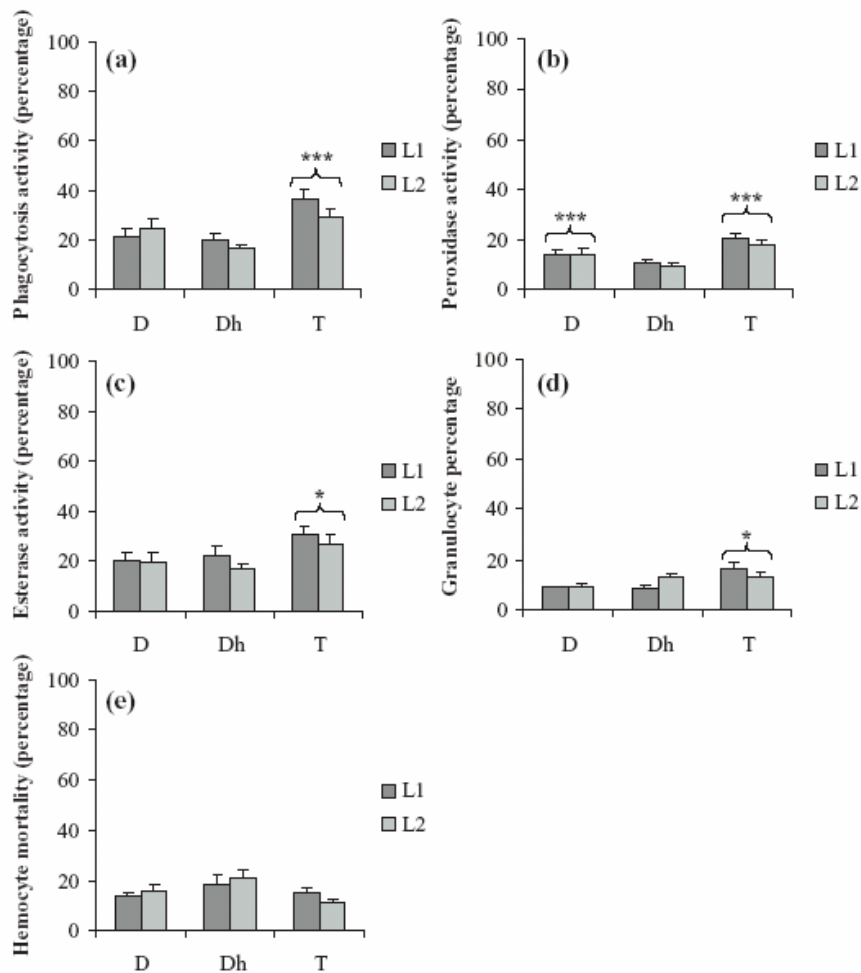 (a)
Phagocytosis activity (percentage)
100
80
60
40
20
0
***
D Dh T
L1
L2
(b)
Peroxidase activity (percentage)
100
80
60
40
20
0
***
***
D Dh T
L1
L2
(c)
Esterase activity (percentage)
100
80
60
40
20
0
*
D Dh T
L1
L2
(d)
Granulocyte percentage
100
80
60
40
20
0
*
D Dh T
L1
L2
(e)
Hemocyte mortality (percentage)
100
80
60
40
20
0
D Dh T
L1
L2